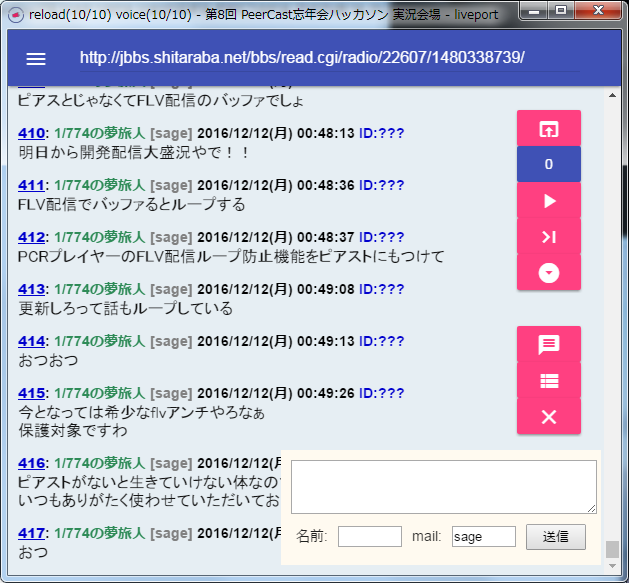 reload(10/10) voice(10/10) - 第8回 PeerCast忘年会ハッカソン 実況会場 - liveport
http://jbbs.shitaraba.net/bbs/read.cgi/radio/22607/1480338739/
ピアスとじゃなくてFLV配信のバッファでしょ
410: 1/774の夢旅人 [sage] 2016/12/12(月) 00:48:13 ID:???
明日から開発配信大盛況やで！！
411: 1/774の夢旅人 [sage] 2016/12/12(月) 00:48:36 ID:???
FLV配信でバッファるとループする
412: 1/774の夢旅人 [sage] 2016/12/12(月) 00:48:37 ID:???
PCRプレイヤーのFLV配信ループ防止機能をピアストにもつけて
413: 1/774の夢旅人 [sage] 2016/12/12(月) 00:49:08 ID:???
更新しろって話もループしている
414: 1/774の夢旅人 [sage] 2016/12/12(月) 00:49:13 ID:???
おつおつ
415: 1/774の夢旅人 [sage] 2016/12/12(月) 00:49:26 ID:???
今となっては希少なflvアンチやろなぁ
保護対象ですわ
416: 1/774の夢旅人 [sage] 2016/12/12(
ピアストがないと生きていけない体なの
いつもありがたく使わせていただいてお
417: 1/774の夢旅人 [sage] 2016/12/12(
おつ
0
名前: mail: sage 送信